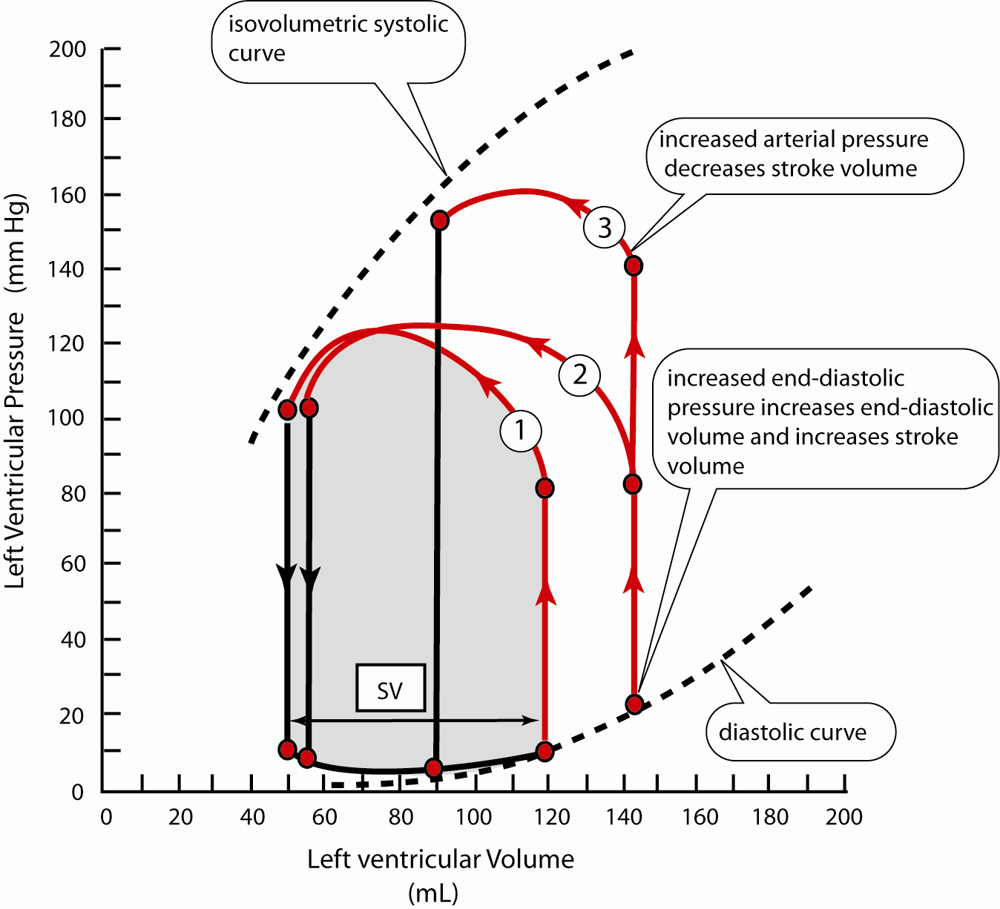 isovolumetric systolic
curve
increased arterial pressure
decreases stroke volume
increased end-diastolic
pressure increases end-diastolic
volume and increases stroke
volume
diastolic curve
3
2
1
SV
Left Ventricular Pressure (mm Hg)
200
180
160
140
120
100
80
60
40
20
0
0 20 40 60 80 100 120 140 160 180 200
Left ventricular Volume
(mL)